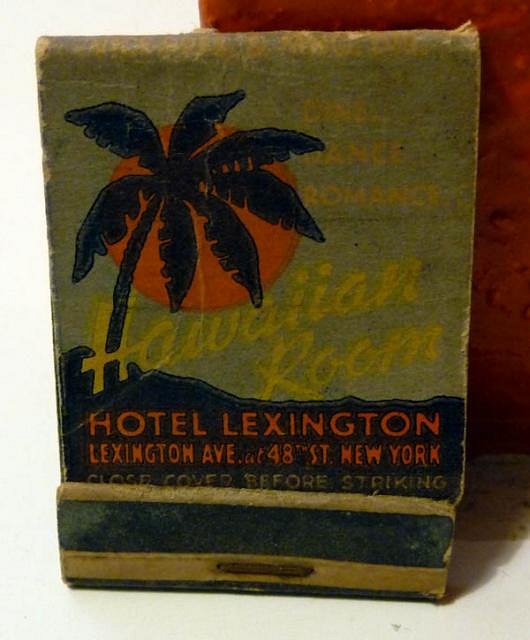 DINE..
DANCE..
ROMANCE..
Hawaiian
Room
HOTEL LEXINGTON
LEXINGTON AVE. at 48TH ST. NEW YORK
CLOSE COVER BEFORE STRIKING